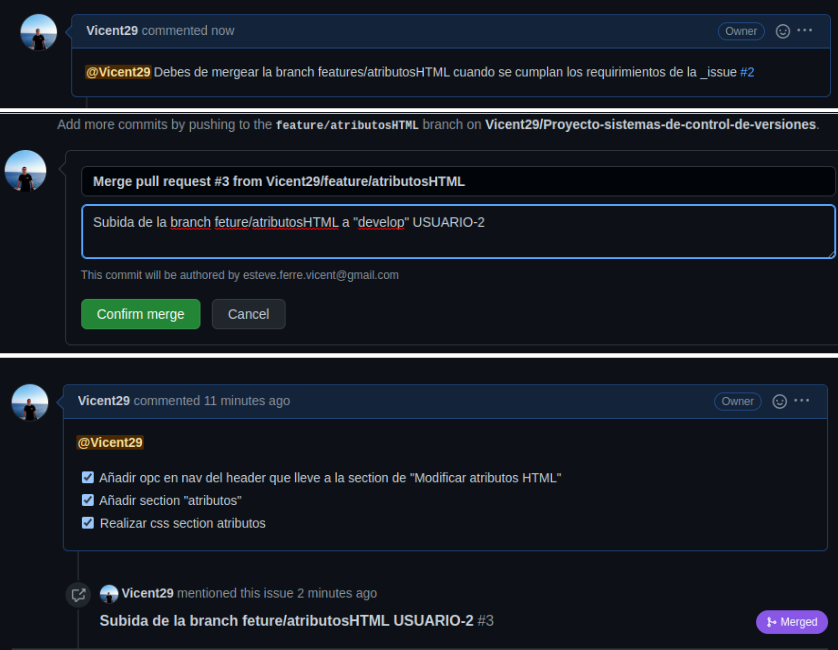 Vicent29 commented now Owner
@Vicent29 Debes de mergear la branch features/atributosHTML cuando se cumplan los requirimientos de la _issue #2
Add more commits by pushing to the feature/atributosHTML branch on Vicent29/Proyecto-sistemas-de-control-de-versiones.
Merge pull request #3 from Vicent29/feature/atributosHTML
Subida de la branch feture/atributosHTML a "develop" USUARIO-2
This commit will be authored by esteve.ferre.vicent@gmail.com
Confirm merge Cancel
Vicent29 commented 11 minutes ago Owner
@Vicent29
Añadir opc en nav del header que lleve a la section de "Modificar atributos HTML"
Añadir section "atributos"
Realizar css section atributos
Vicent29 mentioned this issue 2 minutes ago
Subida de la branch feture/atributosHTML USUARIO-2 #3 Merged